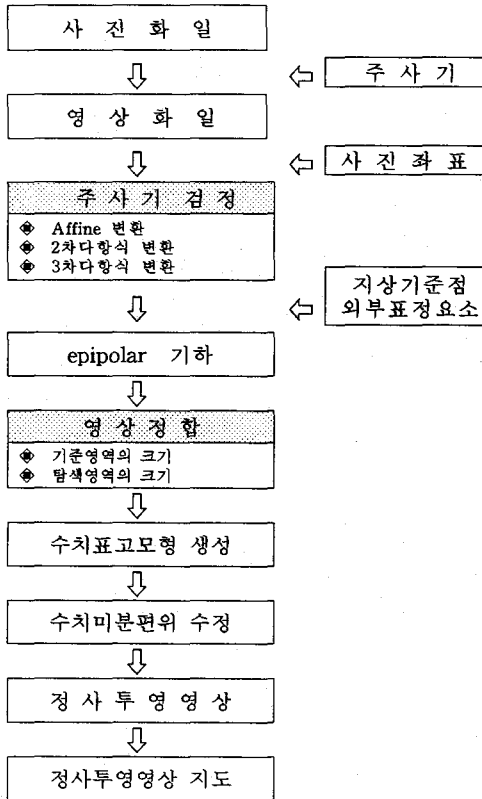 사 진 화 일
주 사 기
영 상 화 일
사 진 좌 표
주 사 기 검 정
Affine 변환
2차다항식 변환
3차다항식 변환
지상기준점
외부표정요소
epipolar 기하
영 상 정 합
기준영역의 크기
탐색영역의 크기
수치표고모형 생성
수치미분편위 수정
정 사 투 영 영 상
정사투영영상 지도